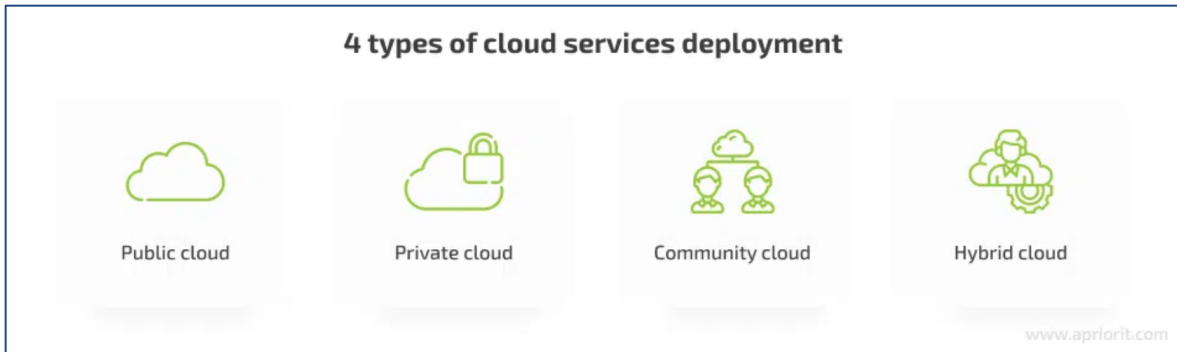 4 types of cloud services deployment
Public cloud
Private cloud
Community cloud
Hybrid cloud
www.apriorit.com